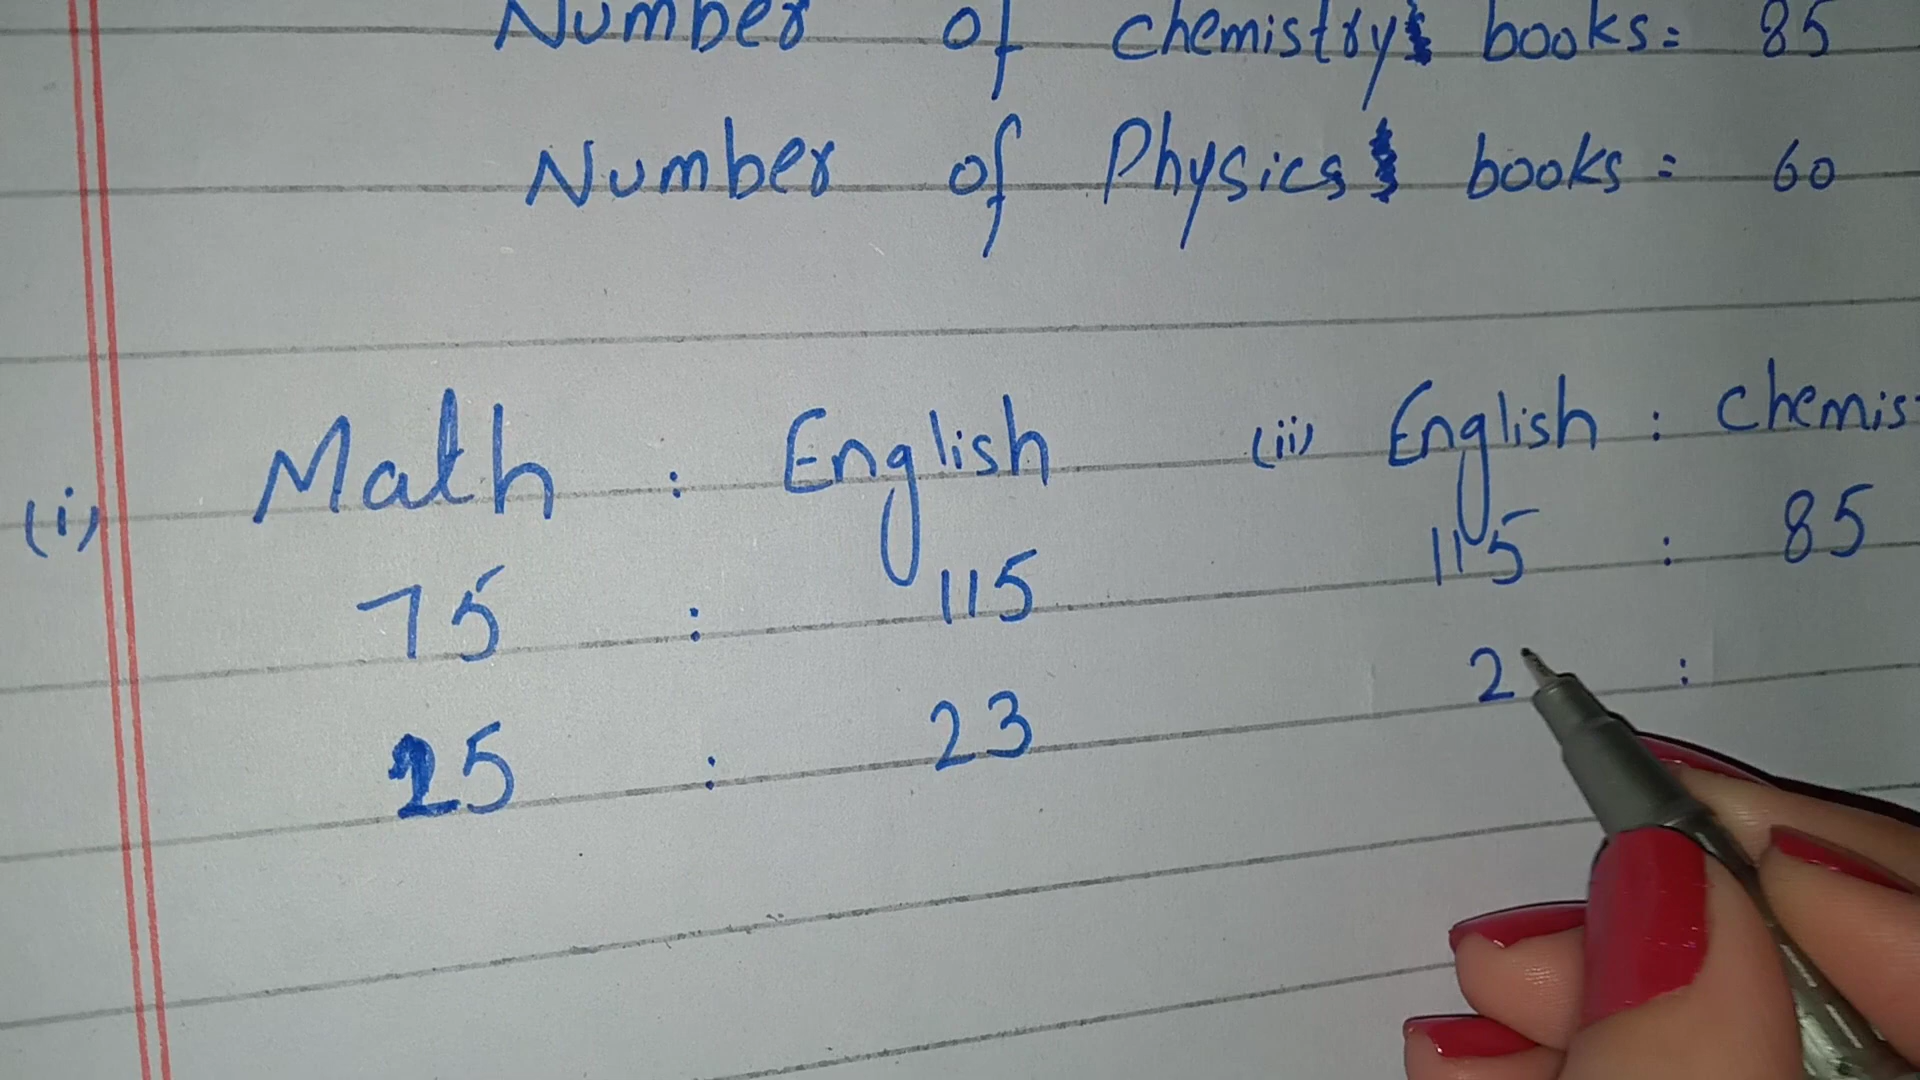 Number of chemistry books= 85
Number of Physics books= 60
(i) Math : English
75 : 115
25 : 23
(ii) English : Chemis
115 : 85
2 :